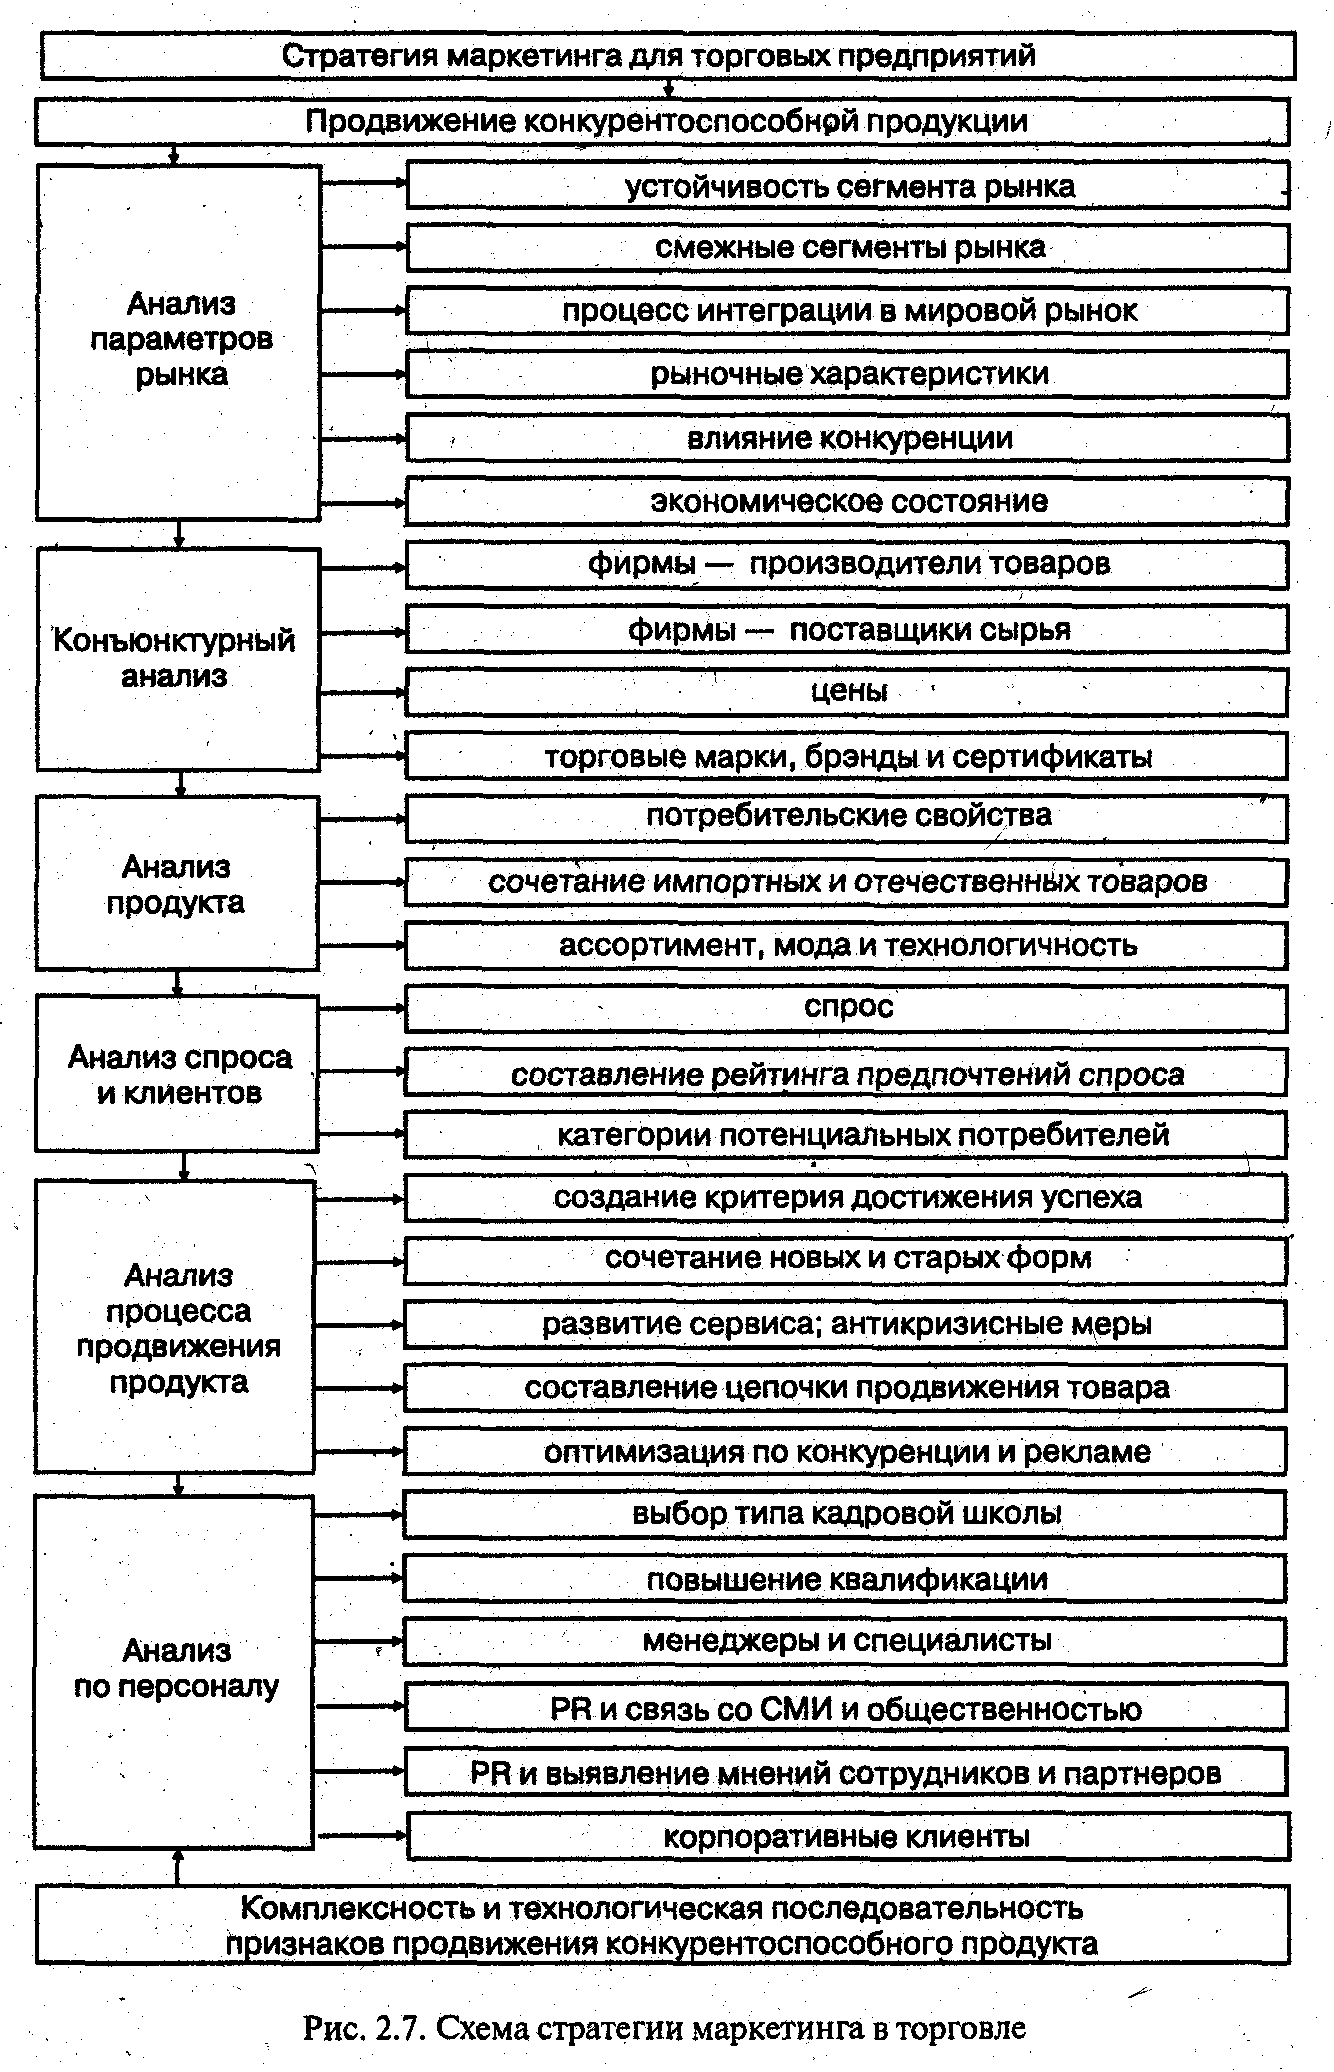 Стратегия маркетинга для торговых предприятий
Продвижение конкурентоспособной продукции
Анализ
параметров
рынка
устойчивость сегмента рынка
смежные сегменты рынка
процесс интеграции в мировой рынок
рыночные характеристики
влияние конкуренции
экономическое состояние
Конъюнктурный
анализ
фирмы — производители товаров
фирмы — поставщики сырья
цены
торговые марки, брэнды и сертификаты
Анализ
продукта
потребительские свойства
сочетание импортных и отечественных товаров
ассортимент, мода и технологичность
Анализ спроса
и клиентов
спрос
составление рейтинга предпочтений спроса
категории потенциальных потребителей
Анализ
процесса
продвижения
продукта
создание критерия достижения успеха
сочетание новых и старых форм
развитие сервиса; антикризисные меры
составление цепочки продвижения товара
оптимизация по конкуренции и рекламе
Анализ
по персоналу
выбор типа кадровой школы
повышение квалификации
менеджеры и специалисты
PR и связь со СМИ и общественностью
PR и выявление мнений сотрудников и партнеров
корпоративные клиенты
Комплексность и технологическая последовательность
признаков продвижения конкурентоспособного продукта
Рис. 2.7. Схема стратегии маркетинга в торговле